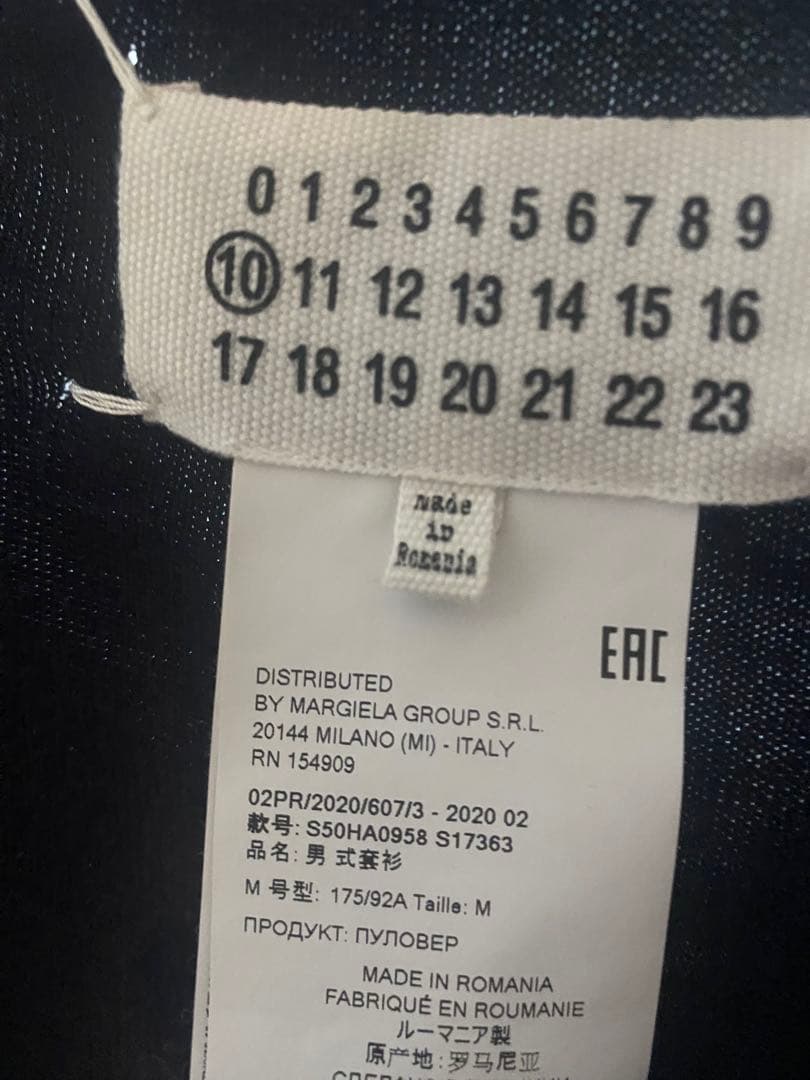 0 1 2 3 4 5 6 7 8 9
10 11 12 13 14 15 16
17 18 19 20 21 22 23
made
in
Romania
EAC
DISTRIBUTED
BY MARGIELA GROUP S.R.L.
20144 MILANO (MI) - ITALY
RN 154909
02PR/2020/607/3 - 2020 02
款号: S50HA0958 S17363
品名: 男 式套衫
M 号型: 175/92A Taille: M
ПРОДУКТ: ПУЛОВЕР
MADE IN ROMANIA
FABRIQUÉ EN ROUMANIE
ルーマニア製
原产地: 罗马尼亚